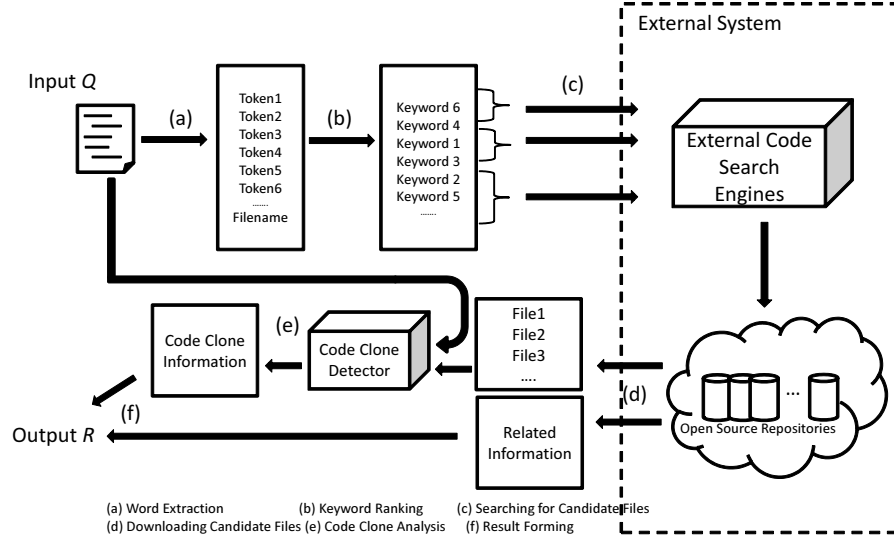 External System
Input Q
(a)
Token1
Token2
Token3
Token4
Token5
Token6
.......
Filename
(b)
Keyword 6
Keyword 4
Keyword 1
Keyword 3
Keyword 2
Keyword 5
.......
(c)
External Code
Search
Engines
Code Clone
Information
(e)
Code Clone
Detector
File1
File2
File3
....
(d)
...
Open Source Repositories
(f)
Output R
Related
Information
(a) Word Extraction (b) Keyword Ranking (c) Searching for Candidate Files
(d) Downloading Candidate Files (e) Code Clone Analysis (f) Result Forming